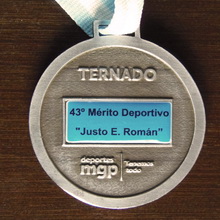 TERNADO
43º Mérito Deportivo
"Justo E. Román"
deportes
mgp
Tenemos
todo